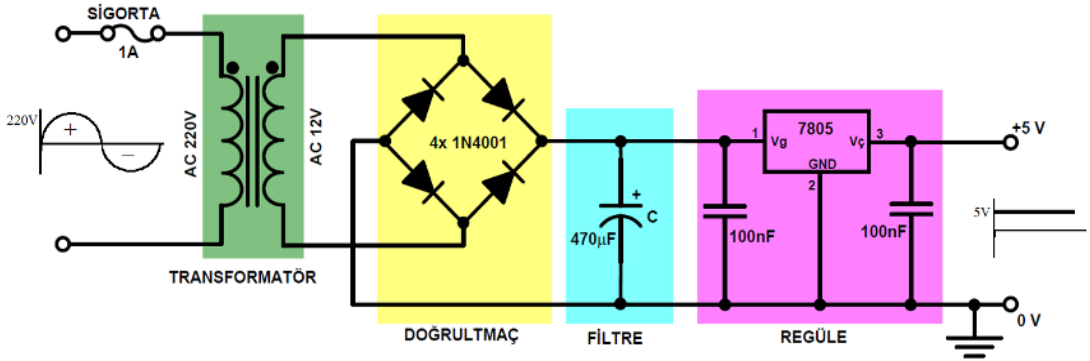 SİGORTA
1A
220V
+
−
AC 220V
AC 12V
TRANSFORMATÖR
4x 1N4001
DOĞRULTMAÇ
+
C
470µF
FİLTRE
1
7805
3
Vg
Vç
GND
2
100nF
100nF
REGÜLE
+5 V
5V
0 V